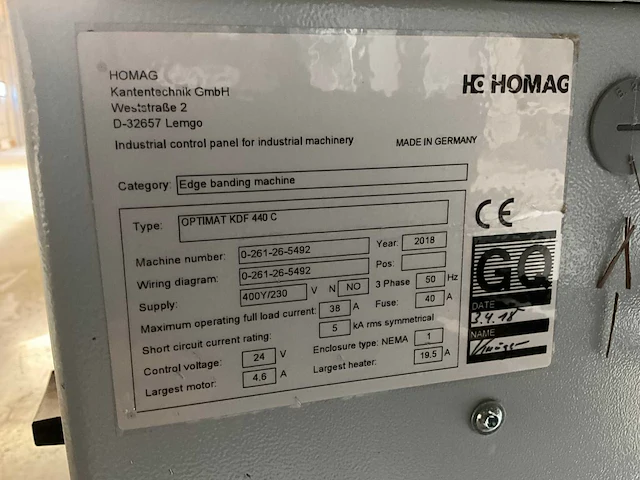 HOMAG
Kantentechnik GmbH
Weststraße 2
D-32657 Lemgo
HOMAG
Industrial control panel for industrial machinery MADE IN GERMANY
Category: Edge banding machine
Type: OPTIMAT KDF 440 C
Machine number: 0-261-26-5492 Year: 2018
Wiring diagram: 0-261-26-5492 Pos:
Supply: 400Y/230 V N NO 3 Phase 50 Hz
Maximum operating full load current: 38 A Fuse: 40 A
Short circuit current rating: 5 kA rms symmetrical
Control voltage: 24 V Enclosure type: NEMA 1
Largest motor: 4.6 A Largest heater: 19.5 A
CE
GQ
DATE
3.4.18
NAME